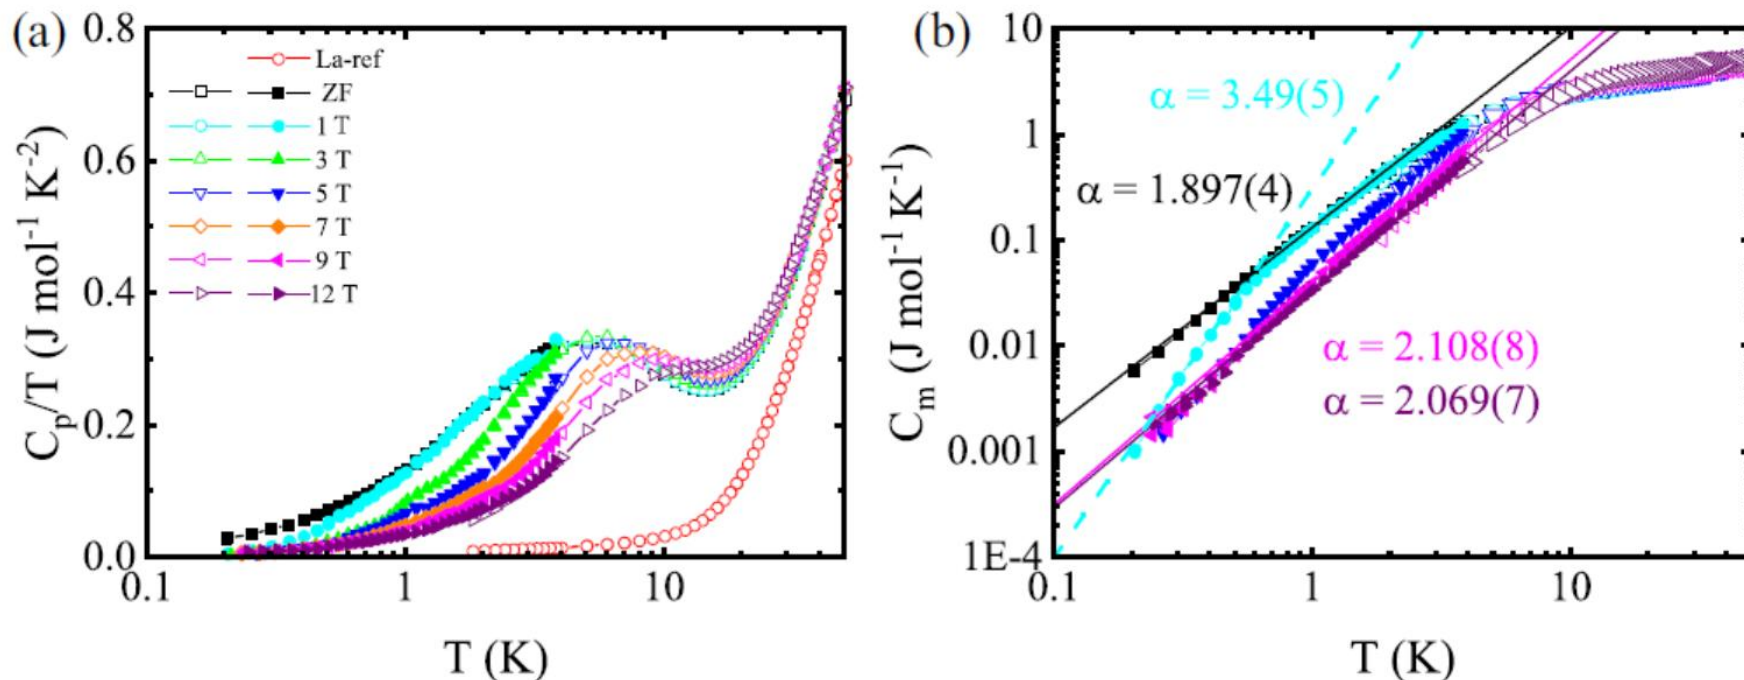 (a)
0.8
0.6
0.4
0.2
0.0
C_p/T (J mol^-1 K^-2)
La-ref
ZF
1 T
3 T
5 T
7 T
9 T
12 T
0.1 1 10
T (K)
(b)
10
1
0.1
0.01
0.001
1E-4
C_m (J mol^-1 K^-1)
α = 3.49(5)
α = 1.897(4)
α = 2.108(8)
α = 2.069(7)
0.1 1 10
T (K)